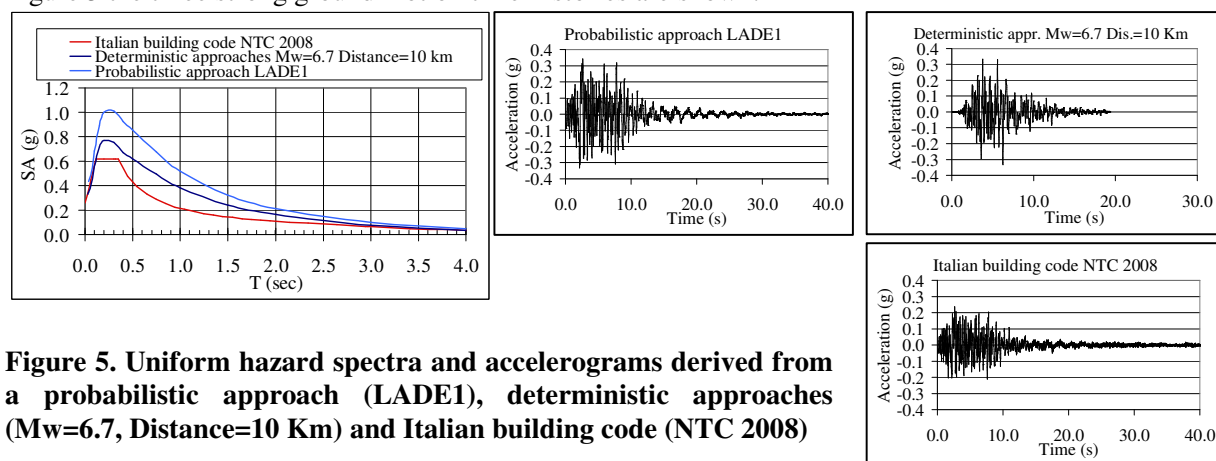 Italian building code NTC 2008
Deterministic approaches Mw=6.7 Distance=10 km
Probabilistic approach LADE1
SA (g)
1.2
1.0
0.8
0.6
0.4
0.2
0.0
0.0 0.5 1.0 1.5 2.0 2.5 3.0 3.5 4.0
T (sec)
Probabilistic approach LADE1
Acceleration (g)
0.4
0.3
0.2
0.1
0.0
-0.1
-0.2
-0.3
-0.4
0.0 10.0 20.0 30.0 40.0
Time (s)
Deterministic appr. Mw=6.7 Dis.=10 Km
Acceleration (g)
0.4
0.3
0.2
0.1
0.0
-0.1
-0.2
-0.3
-0.4
0.0 10.0 20.0 30.0
Time (s)
Italian building code NTC 2008
Acceleration (g)
0.4
0.3
0.2
0.1
0.0
-0.1
-0.2
-0.3
-0.4
0.0 10.0 20.0 30.0 40.0
Time (s)
Figure 5. Uniform hazard spectra and accelerograms derived from
a probabilistic approach (LADE1), deterministic approaches
(Mw=6.7, Distance=10 Km) and Italian building code (NTC 2008)